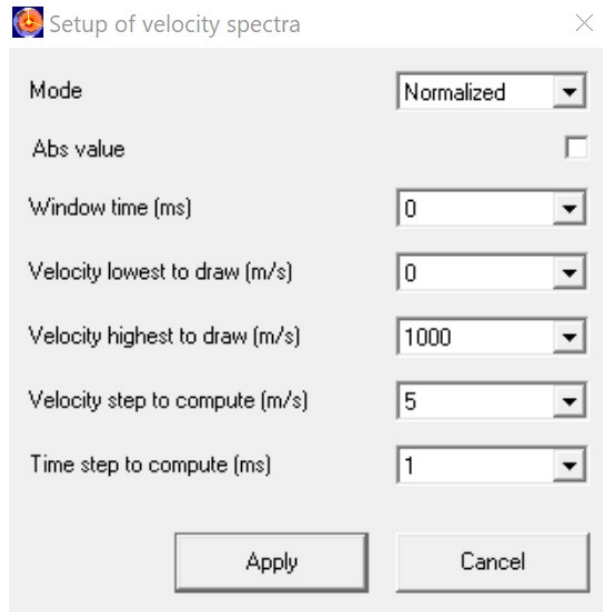 Setup of velocity spectra
Mode Normalized
Abs value
Window time (ms) 0
Velocity lowest to draw (m/s) 0
Velocity highest to draw (m/s) 1000
Velocity step to compute (m/s) 5
Time step to compute (ms) 1
Apply Cancel